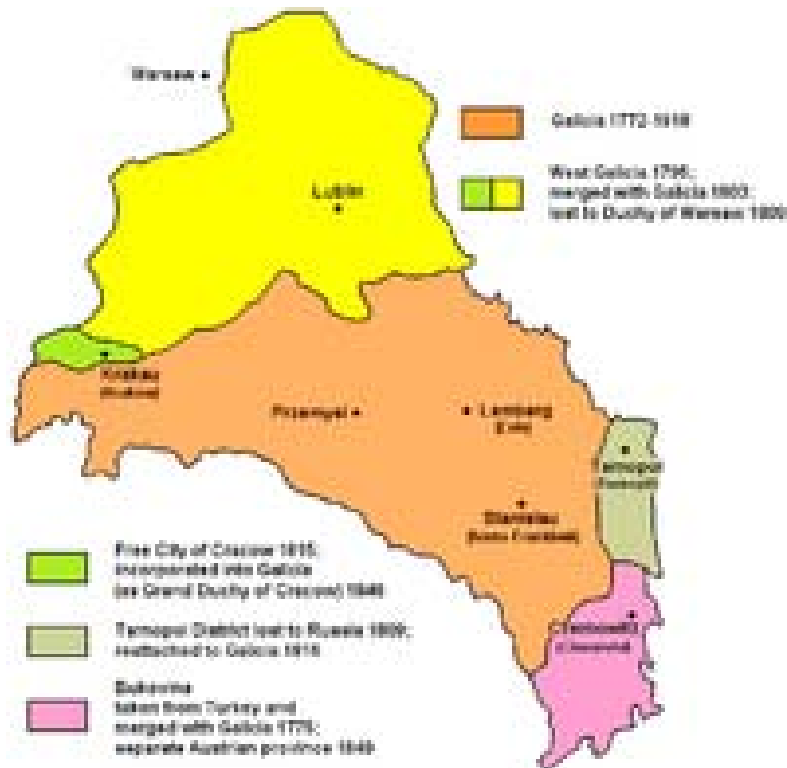 Warsaw
Galicia 1772-1918
West Galicia 1795;
merged with Galicia 1803;
lost to Duchy of Warsaw 1809
Lublin
Krakau
Przemysl
Lemberg
Tarnopol
Stanislau
Free City of Cracow 1815;
incorporated into Galicia
(as Grand Duchy of Cracow) 1846
Tarnopol District lost to Russia 1809;
reattached to Galicia 1815
Bukovina
taken from Turkey and
merged with Galicia 1775;
separate Austrian province 1849